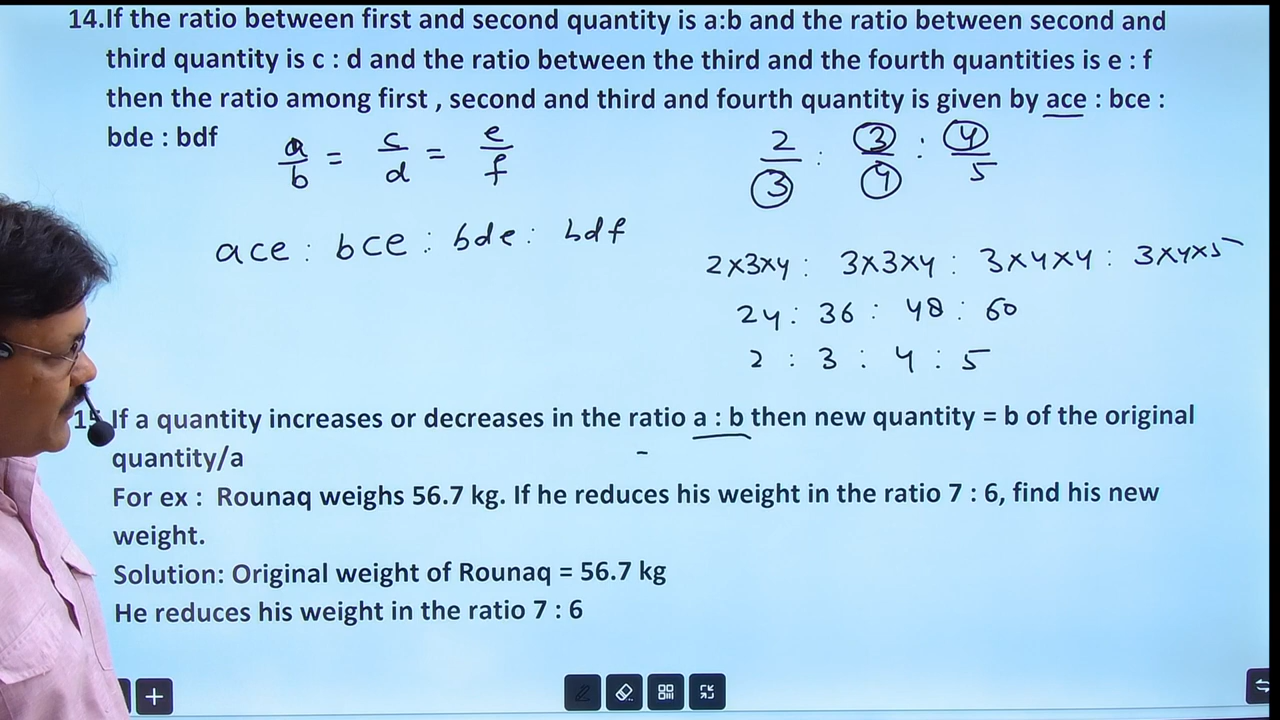 14.If the ratio between first and second quantity is a:b and the ratio between second and
third quantity is c : d and the ratio between the third and the fourth quantities is e : f
then the ratio among first , second and third and fourth quantity is given by ace : bce :
bde : bdf
a/b = c/d = e/f
2/3 : 3/4 : 4/5
ace : bce : bde : bdf
2x3x4 : 3x3x4 : 3x4x4 : 3x4x5
24 : 36 : 48 : 60
2 : 3 : 4 : 5
15.If a quantity increases or decreases in the ratio a : b then new quantity = b of the original
quantity/a
For ex : Rounaq weighs 56.7 kg. If he reduces his weight in the ratio 7 : 6, find his new
weight.
Solution: Original weight of Rounaq = 56.7 kg
He reduces his weight in the ratio 7 : 6